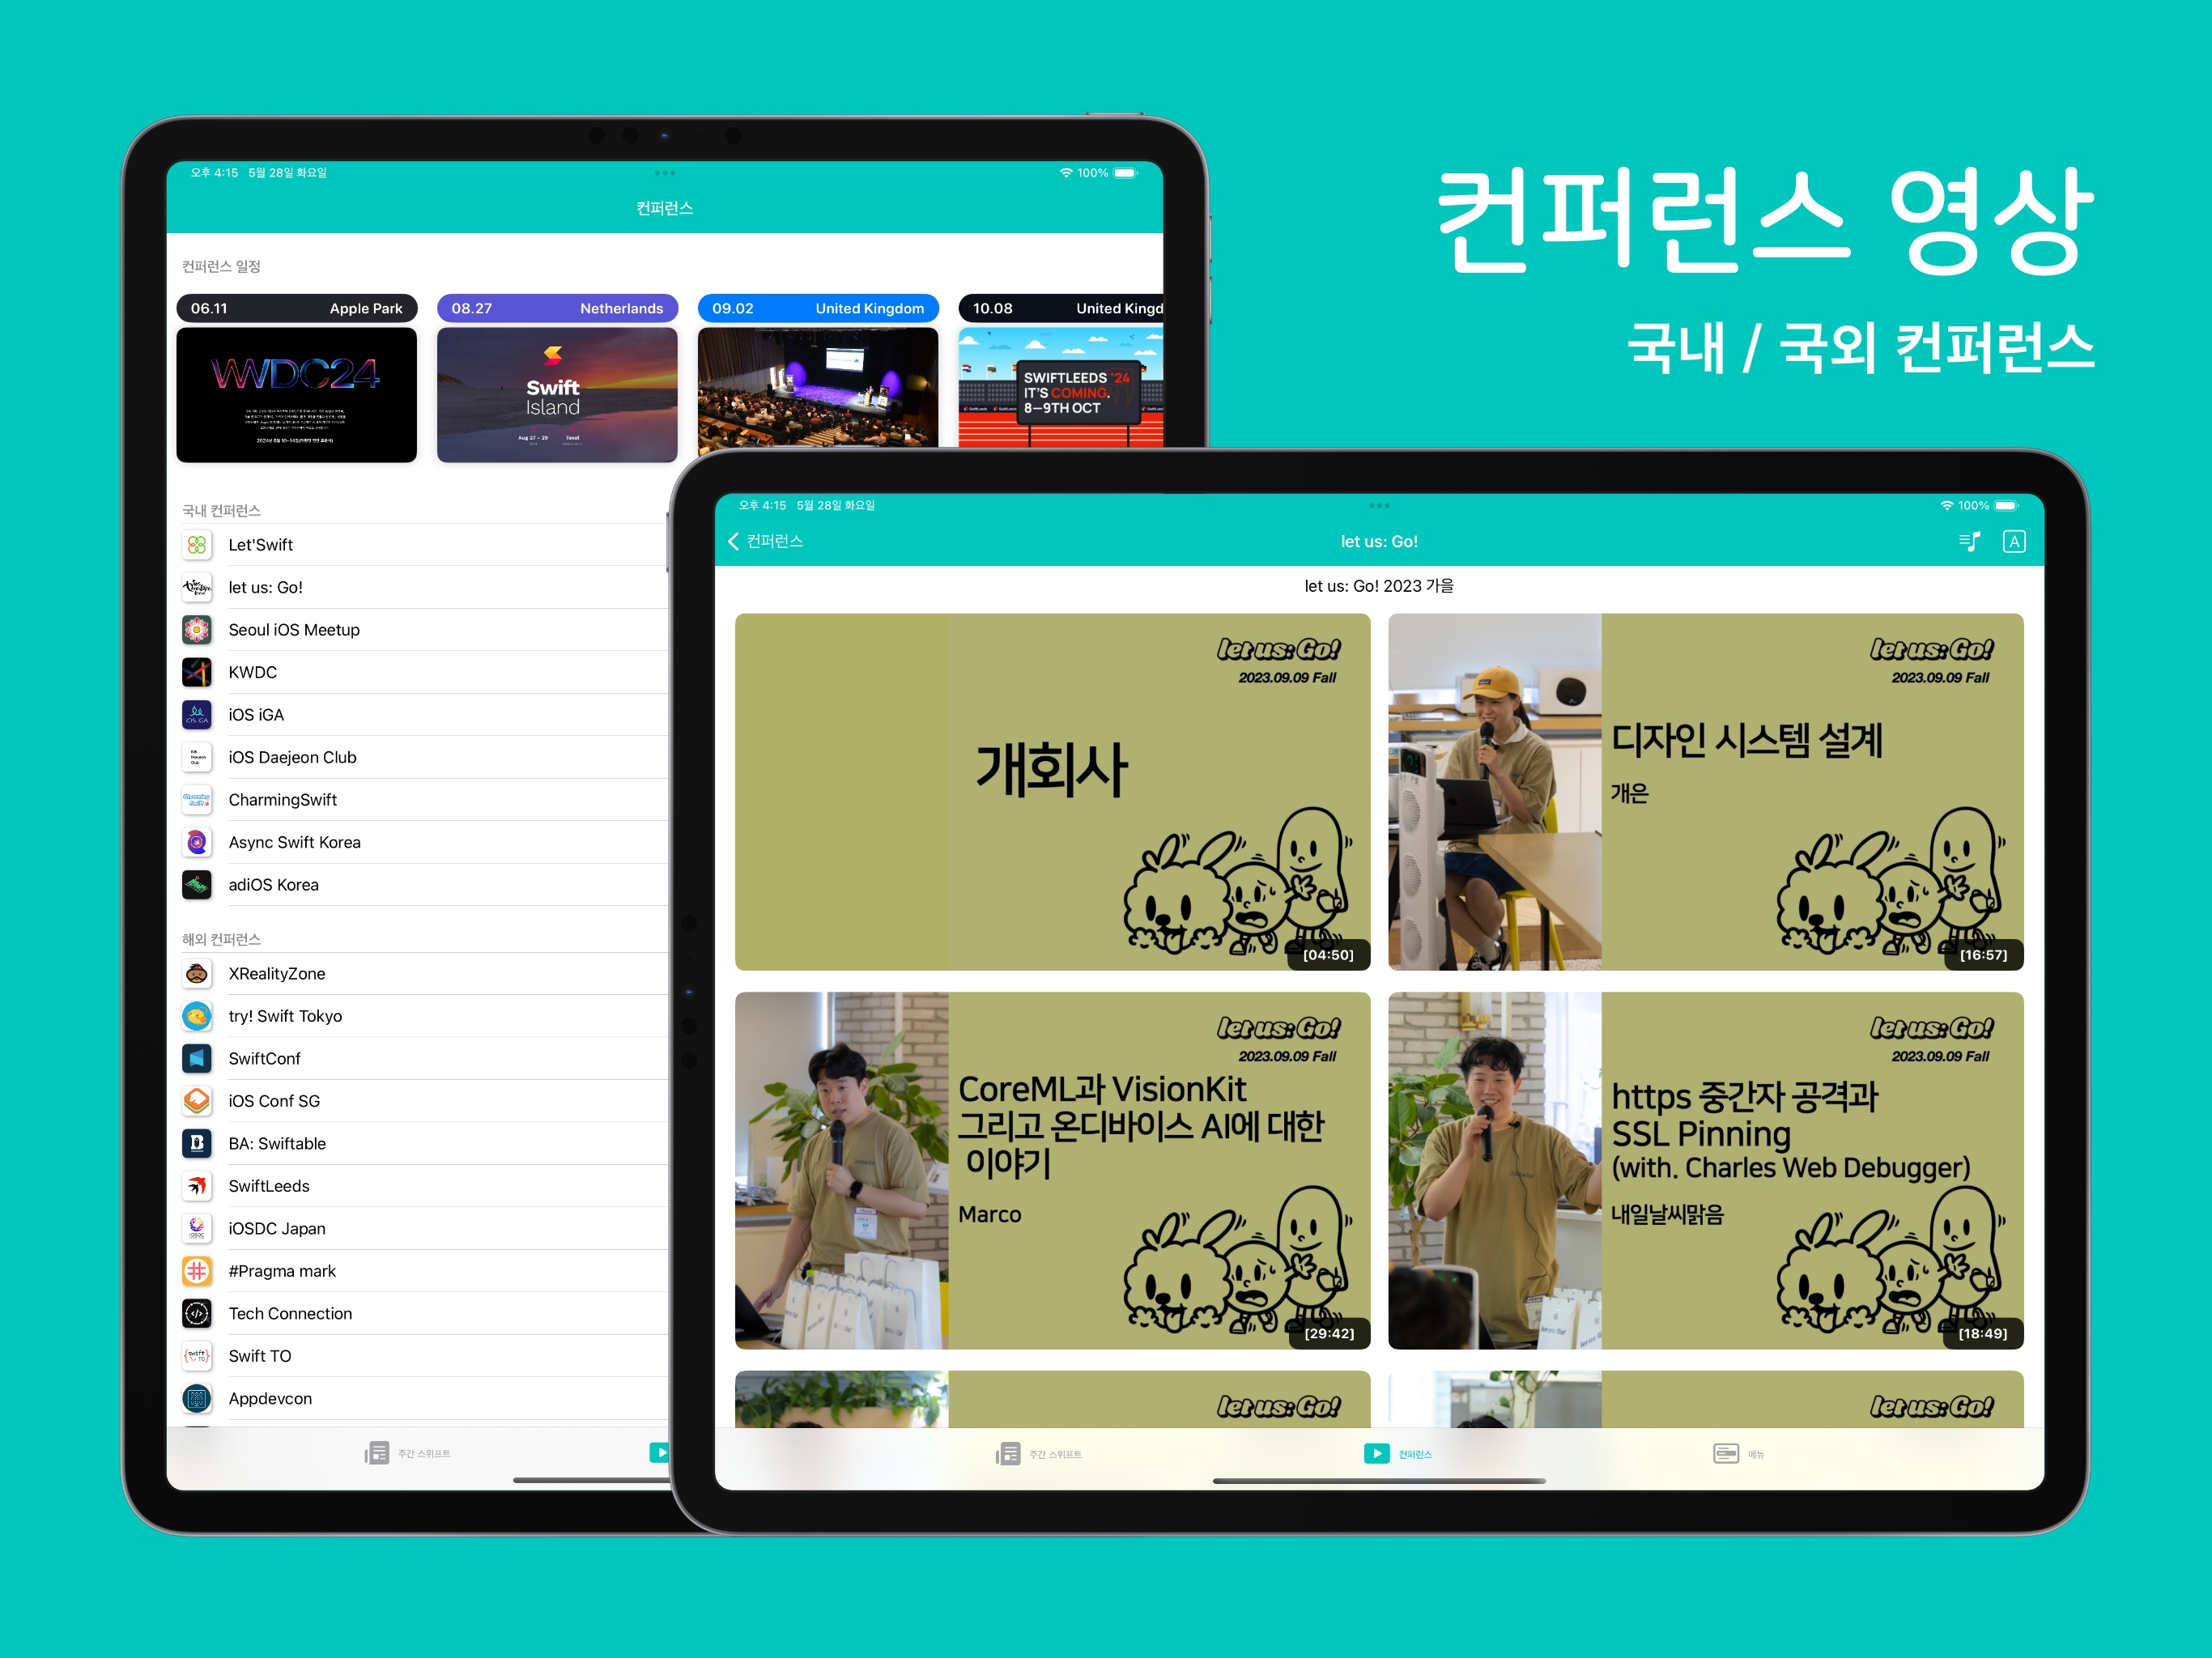 컨퍼런스 영상
국내 / 국외 컨퍼런스
오후 4:15 5월 28일 화요일
100%
컨퍼런스
컨퍼런스 일정
06.11 Apple Park
08.27 Netherlands
09.02 United Kingdom
10.08 United Kingd
WWDC24
Swift
Island
Aug 27 – 29
Texel
SWIFTLEEDS '24
IT'S COMING.
8–9TH OCT
국내 컨퍼런스
Let'Swift
let us: Go!
Seoul iOS Meetup
KWDC
iOS iGA
iOS Daejeon Club
CharmingSwift
Async Swift Korea
adiOS Korea
해외 컨퍼런스
XRealityZone
try! Swift Tokyo
SwiftConf
iOS Conf SG
BA: Swiftable
SwiftLeeds
iOSDC Japan
#Pragma mark
Tech Connection
Swift TO
Appdevcon
주간 스위프트
오후 4:15 5월 28일 화요일
100%
컨퍼런스
let us: Go!
A
let us: Go! 2023 가을
let us: Go!
2023.09.09 Fall
개회사
[04:50]
let us: Go!
2023.09.09 Fall
디자인 시스템 설계
개은
[16:57]
let us: Go!
2023.09.09 Fall
CoreML과 VisionKit
그리고 온디바이스 AI에 대한
이야기
Marco
[29:42]
let us: Go!
2023.09.09 Fall
https 중간자 공격과
SSL Pinning
(with. Charles Web Debugger)
내일날씨맑음
[18:49]
let us: Go!
let us: Go!
주간 스위프트
컨퍼런스
메뉴